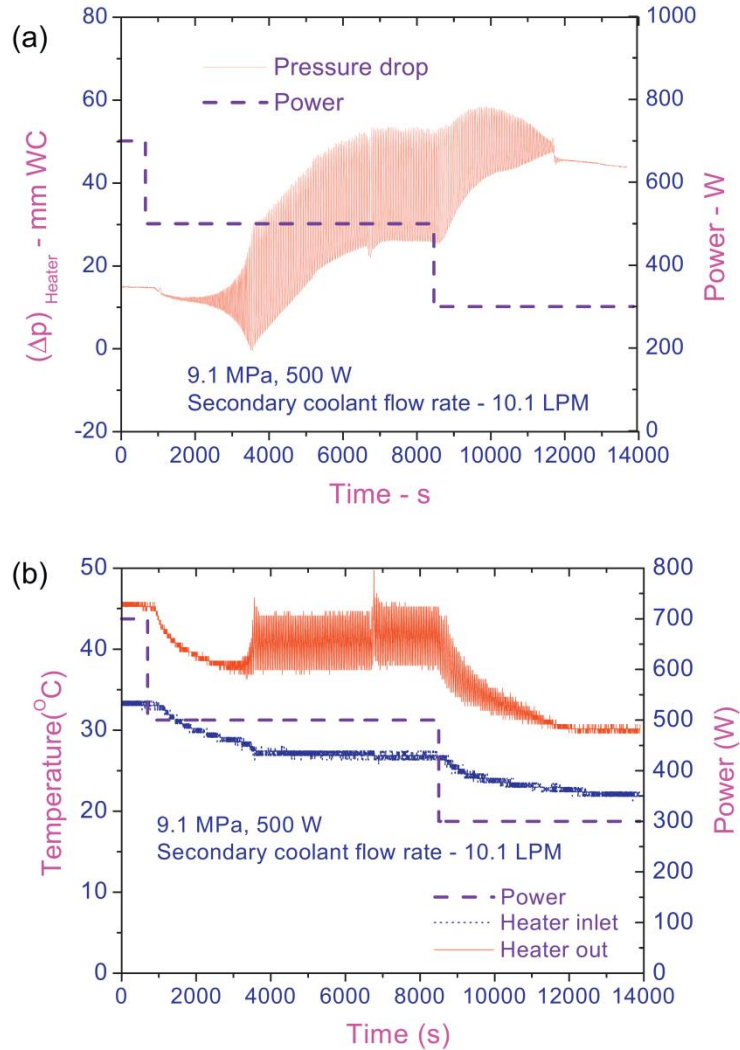 (a)
80
60
40
20
0
-20
(Δp) Heater - mm WC
Pressure drop
Power
9.1 MPa, 500 W
Secondary coolant flow rate - 10.1 LPM
1000
800
600
400
200
0
Power - W
0 2000 4000 6000 8000 10000 12000 14000
Time - s
(b)
50
40
30
20
10
0
Temperature(OC)
9.1 MPa, 500 W
Secondary coolant flow rate - 10.1 LPM
Power
Heater inlet
Heater out
800
700
600
500
400
300
200
100
0
Power (W)
0 2000 4000 6000 8000 10000 12000 14000
Time (s)